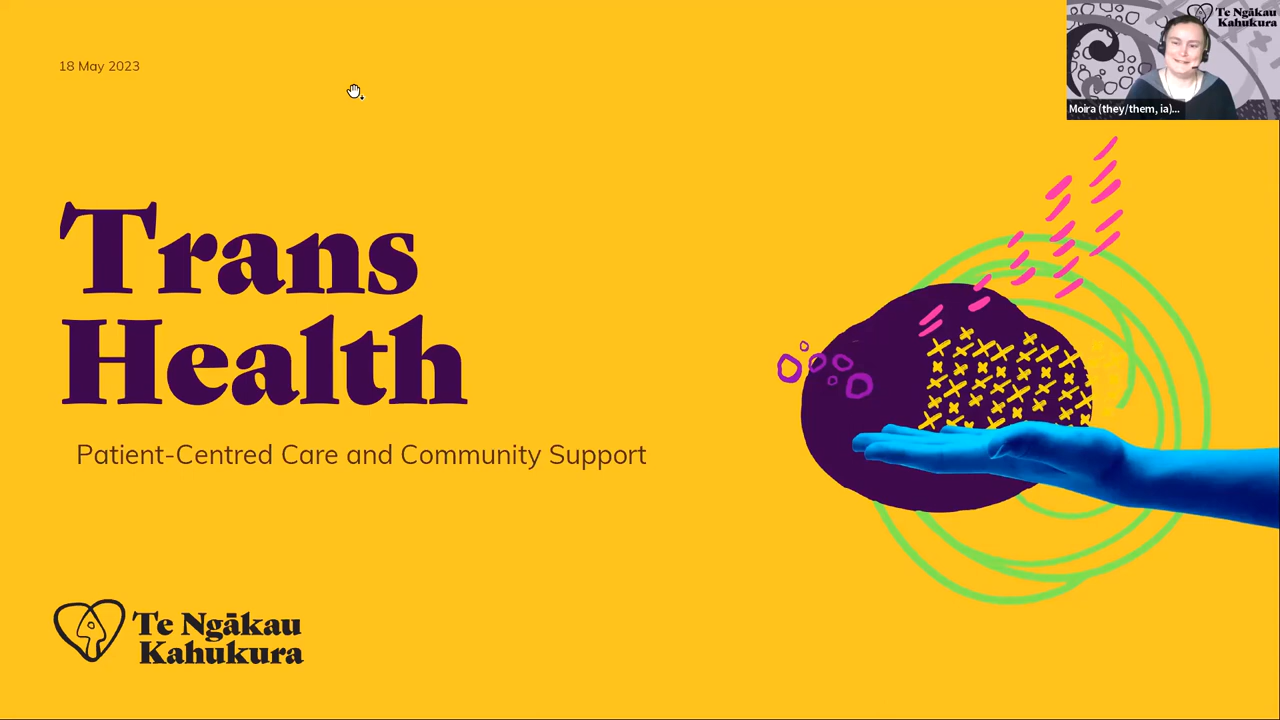 18 May 2023
Te Ngākau
Kahukura
Moira (they/them, ia)...
Trans
Health
Patient-Centred Care and Community Support
Te Ngākau
Kahukura